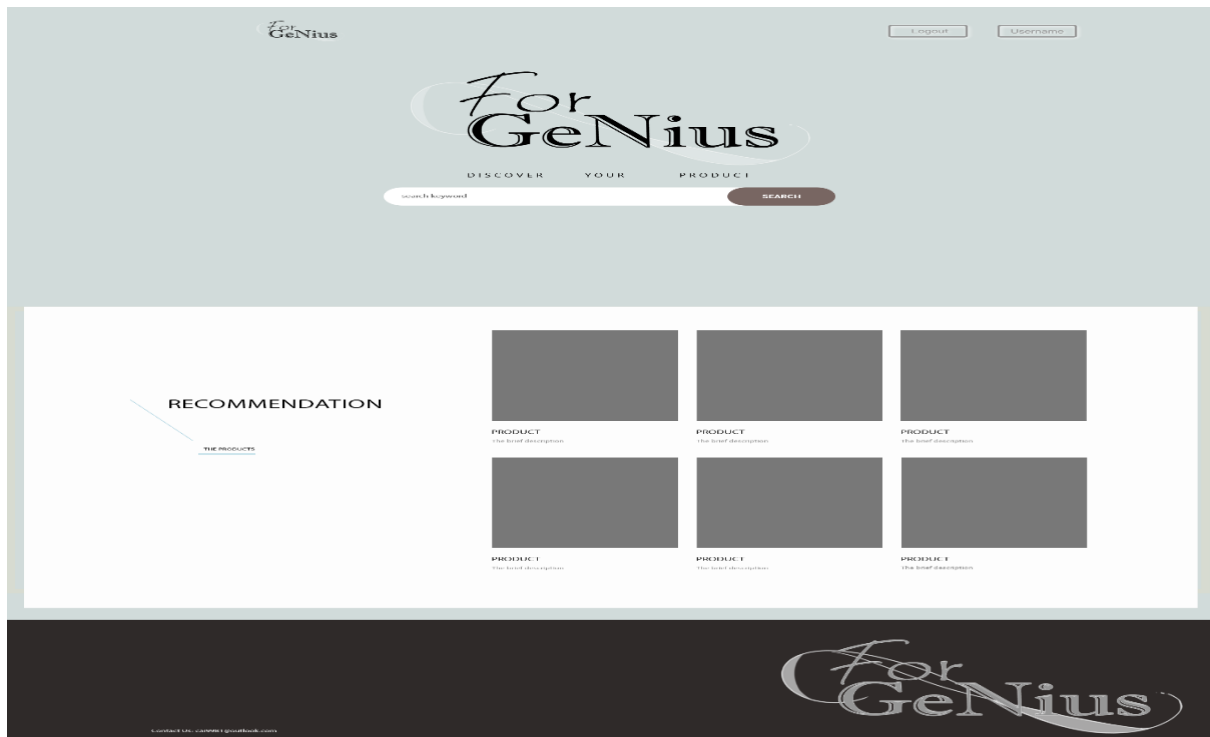 For
GeNius
Logout
Username
For
GeNius
DISCOVER YOUR PRODUCT
search keyword
SEARCH
RECOMMENDATION
THE PRODUCTS
PRODUCT
The brief description
PRODUCT
The brief description
PRODUCT
The brief description
PRODUCT
The brief description
PRODUCT
The brief description
PRODUCT
The brief description
For
GeNius
Contact Us: